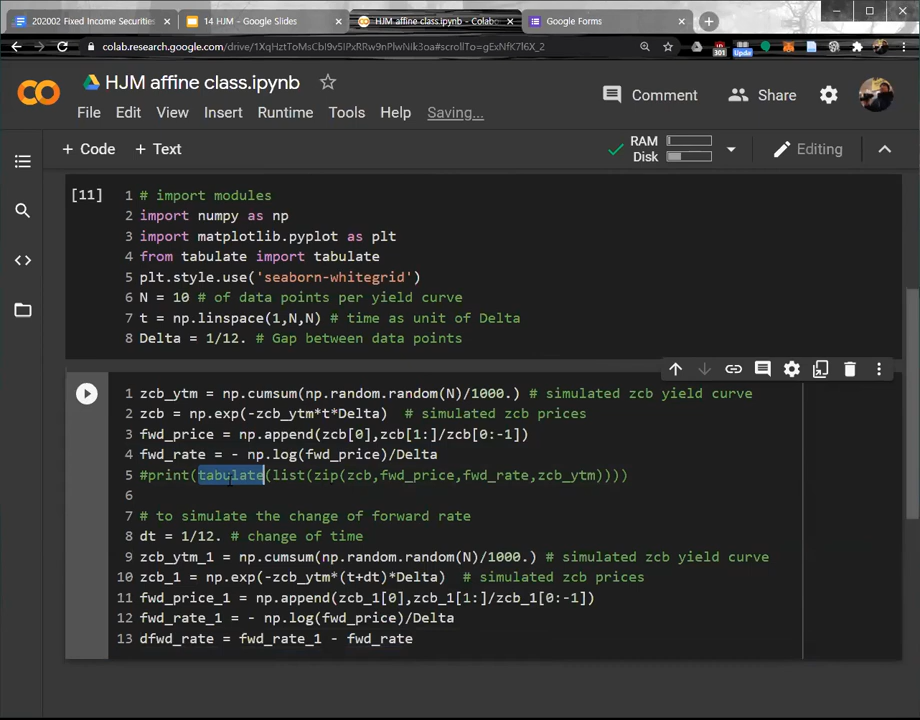 202002 Fixed Income Securities
14 HJM - Google Slides
HJM affine class.ipynb - Colabo
Google Forms
colab.research.google.com/drive/
301
Upda
HJM affine class.ipynb
Comment
Share
File Edit View Insert Runtime Tools Help Saving...
+ Code + Text
RAM
Disk
Editing
[11]
1 # import modules
2 import numpy as np
3 import matplotlib.pyplot as plt
4 from tabulate import tabulate
5 plt.style.use('seaborn-whitegrid')
6 N = 10 # of data points per yield curve
7 t = np.linspace(1,N,N) # time as unit of Delta
8 Delta = 1/12. # Gap between data points
1 zcb_ytm = np.cumsum(np.random.random(N)/1000.) # simulated zcb yield curve
2 zcb = np.exp(-zcb_ytm*t*Delta)  # simulated zcb prices
3 fwd_price = np.append(zcb[0],zcb[1:]/zcb[0:-1])
4 fwd_rate = - np.log(fwd_price)/Delta
5 #print(tabulate(list(zip(zcb,fwd_price,fwd_rate,zcb_ytm))))
6
7 # to simulate the change of forward rate
8 dt = 1/12. # change of time
9 zcb_ytm_1 = np.cumsum(np.random.random(N)/1000.) # simulated zcb yield curve
10 zcb_1 = np.exp(-zcb_ytm*(t+dt)*Delta)  # simulated zcb prices
11 fwd_price_1 = np.append(zcb_1[0],zcb_1[1:]/zcb_1[0:-1])
12 fwd_rate_1 = - np.log(fwd_price)/Delta
13 dfwd_rate = fwd_rate_1 - fwd_rate